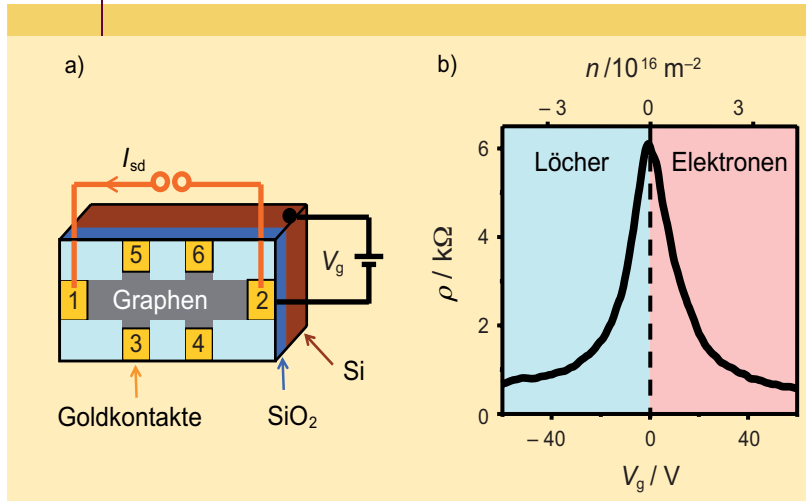 a)
I_sd
5 6
1 Graphen 2
3 4
V_g
Si
Goldkontakte
SiO₂
b)
n /10¹⁶ m⁻²
– 3 0 3
6
4
2
0
ρ / kΩ
Löcher Elektronen
– 40 0 40
V_g / V